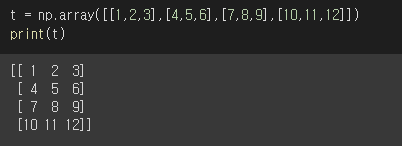 t = np.array([[1,2,3],[4,5,6],[7,8,9],[10,11,12]])
print(t)
[[ 1  2  3]
 [ 4  5  6]
 [ 7  8  9]
 [10 11 12]]